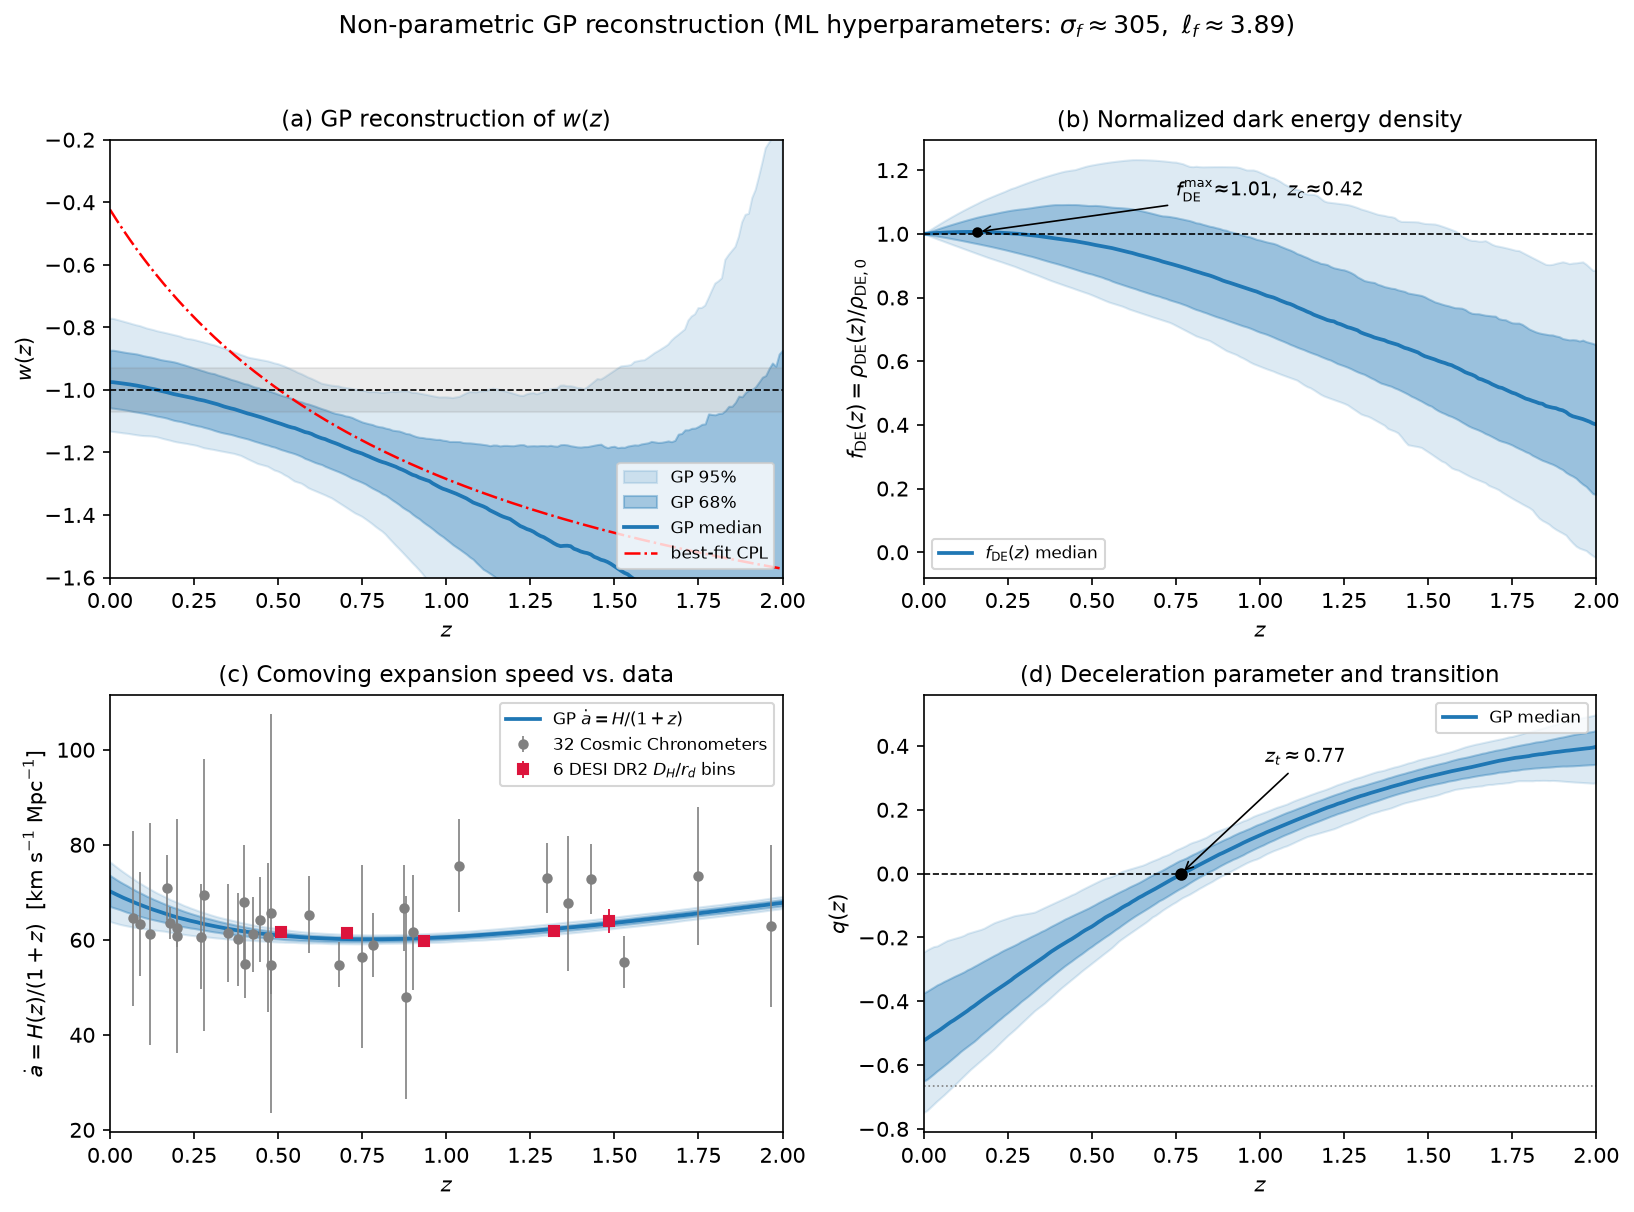 Non-parametric GP reconstruction (ML hyperparameters: σ_f ≈ 305, ℓ_f ≈ 3.89)
(a) GP reconstruction of w(z)
−0.2
−0.4
−0.6
−0.8
−1.0
−1.2
−1.4
−1.6
w(z)
GP 95%
GP 68%
GP median
best-fit CPL
0.00 0.25 0.50 0.75 1.00 1.25 1.50 1.75 2.00
z
(b) Normalized dark energy density
1.2
1.0
0.8
0.6
0.4
0.2
0.0
f_DE(z) = ρ_DE(z)/ρ_DE,0
f_DE^max≈1.01, z_c≈0.42
f_DE(z) median
0.00 0.25 0.50 0.75 1.00 1.25 1.50 1.75 2.00
z
(c) Comoving expansion speed vs. data
100
80
60
40
20
ȧ = H(z)/(1 + z) [km s⁻¹ Mpc⁻¹]
GP ȧ = H/(1 + z)
32 Cosmic Chronometers
6 DESI DR2 D_H/r_d bins
0.00 0.25 0.50 0.75 1.00 1.25 1.50 1.75 2.00
z
(d) Deceleration parameter and transition
0.4
0.2
0.0
−0.2
−0.4
−0.6
−0.8
q(z)
GP median
z_t ≈ 0.77
0.00 0.25 0.50 0.75 1.00 1.25 1.50 1.75 2.00
z